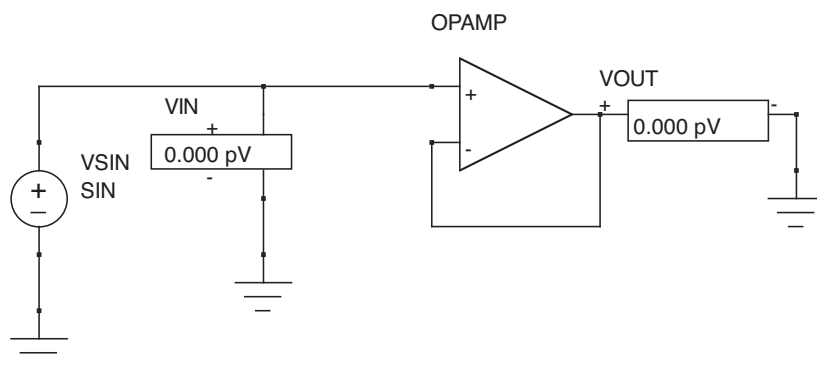 OPAMP
VIN
+
0.000 pV
-
VSIN
SIN
+
–
+
-
VOUT
+
0.000 pV
-